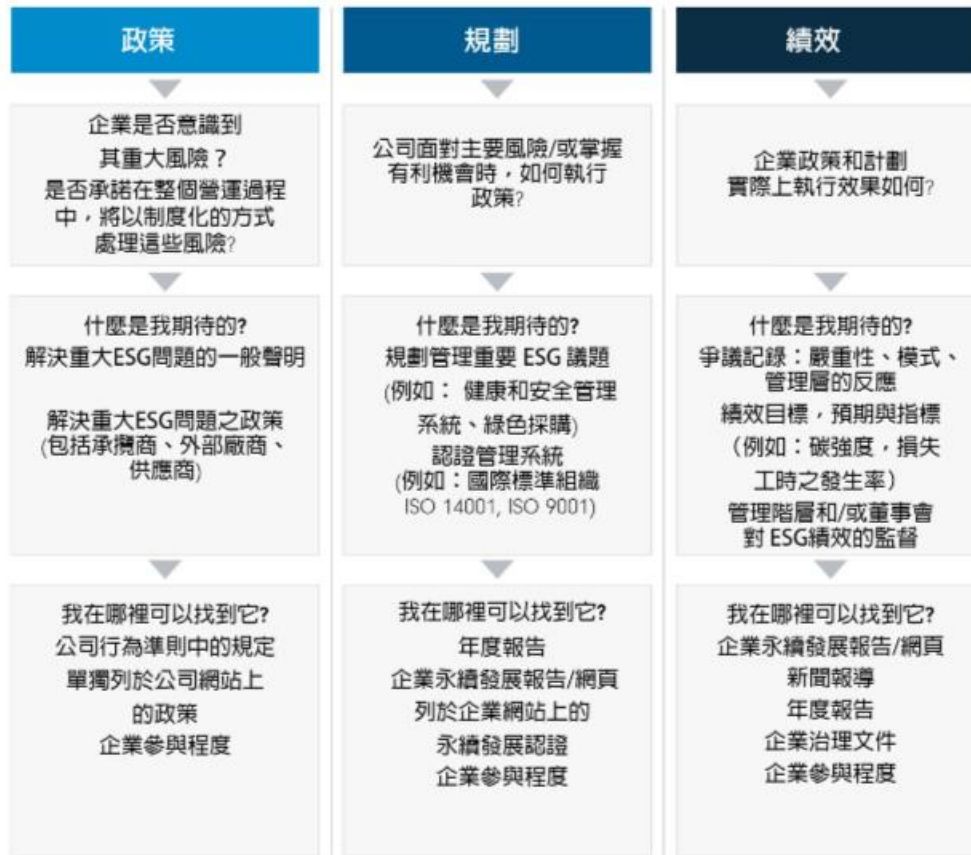 政策
企業是否意識到
其重大風險？
是否承諾在整個營運過程
中，將以制度化的方式
處理這些風險?
什麼是我期待的?
解決重大ESG問題的一般聲明
解決重大ESG問題之政策
(包括承攬商、外部廠商、
供應商)
我在哪裡可以找到它?
公司行為準則中的規定
單獨列於公司網站上
的政策
企業參與程度
規劃
公司面對主要風險/或掌握
有利機會時，如何執行
政策?
什麼是我期待的?
規劃管理重要 ESG 議題
(例如： 健康和安全管理
系統、綠色採購)
認證管理系統
(例如：國際標準組織
ISO 14001, ISO 9001)
我在哪裡可以找到它?
年度報告
企業永續發展報告/網頁
列於企業網站上的
永續發展認證
企業參與程度
績效
企業政策和計劃
實際上執行效果如何?
什麼是我期待的?
爭議記錄：嚴重性、模式、
管理層的反應
績效目標，預期與指標
（例如：碳強度，損失
工時之發生率）
管理階層和/或董事會
對 ESG績效的監督
我在哪裡可以找到它?
企業永續發展報告/網頁
新聞報導
年度報告
企業治理文件
企業參與程度